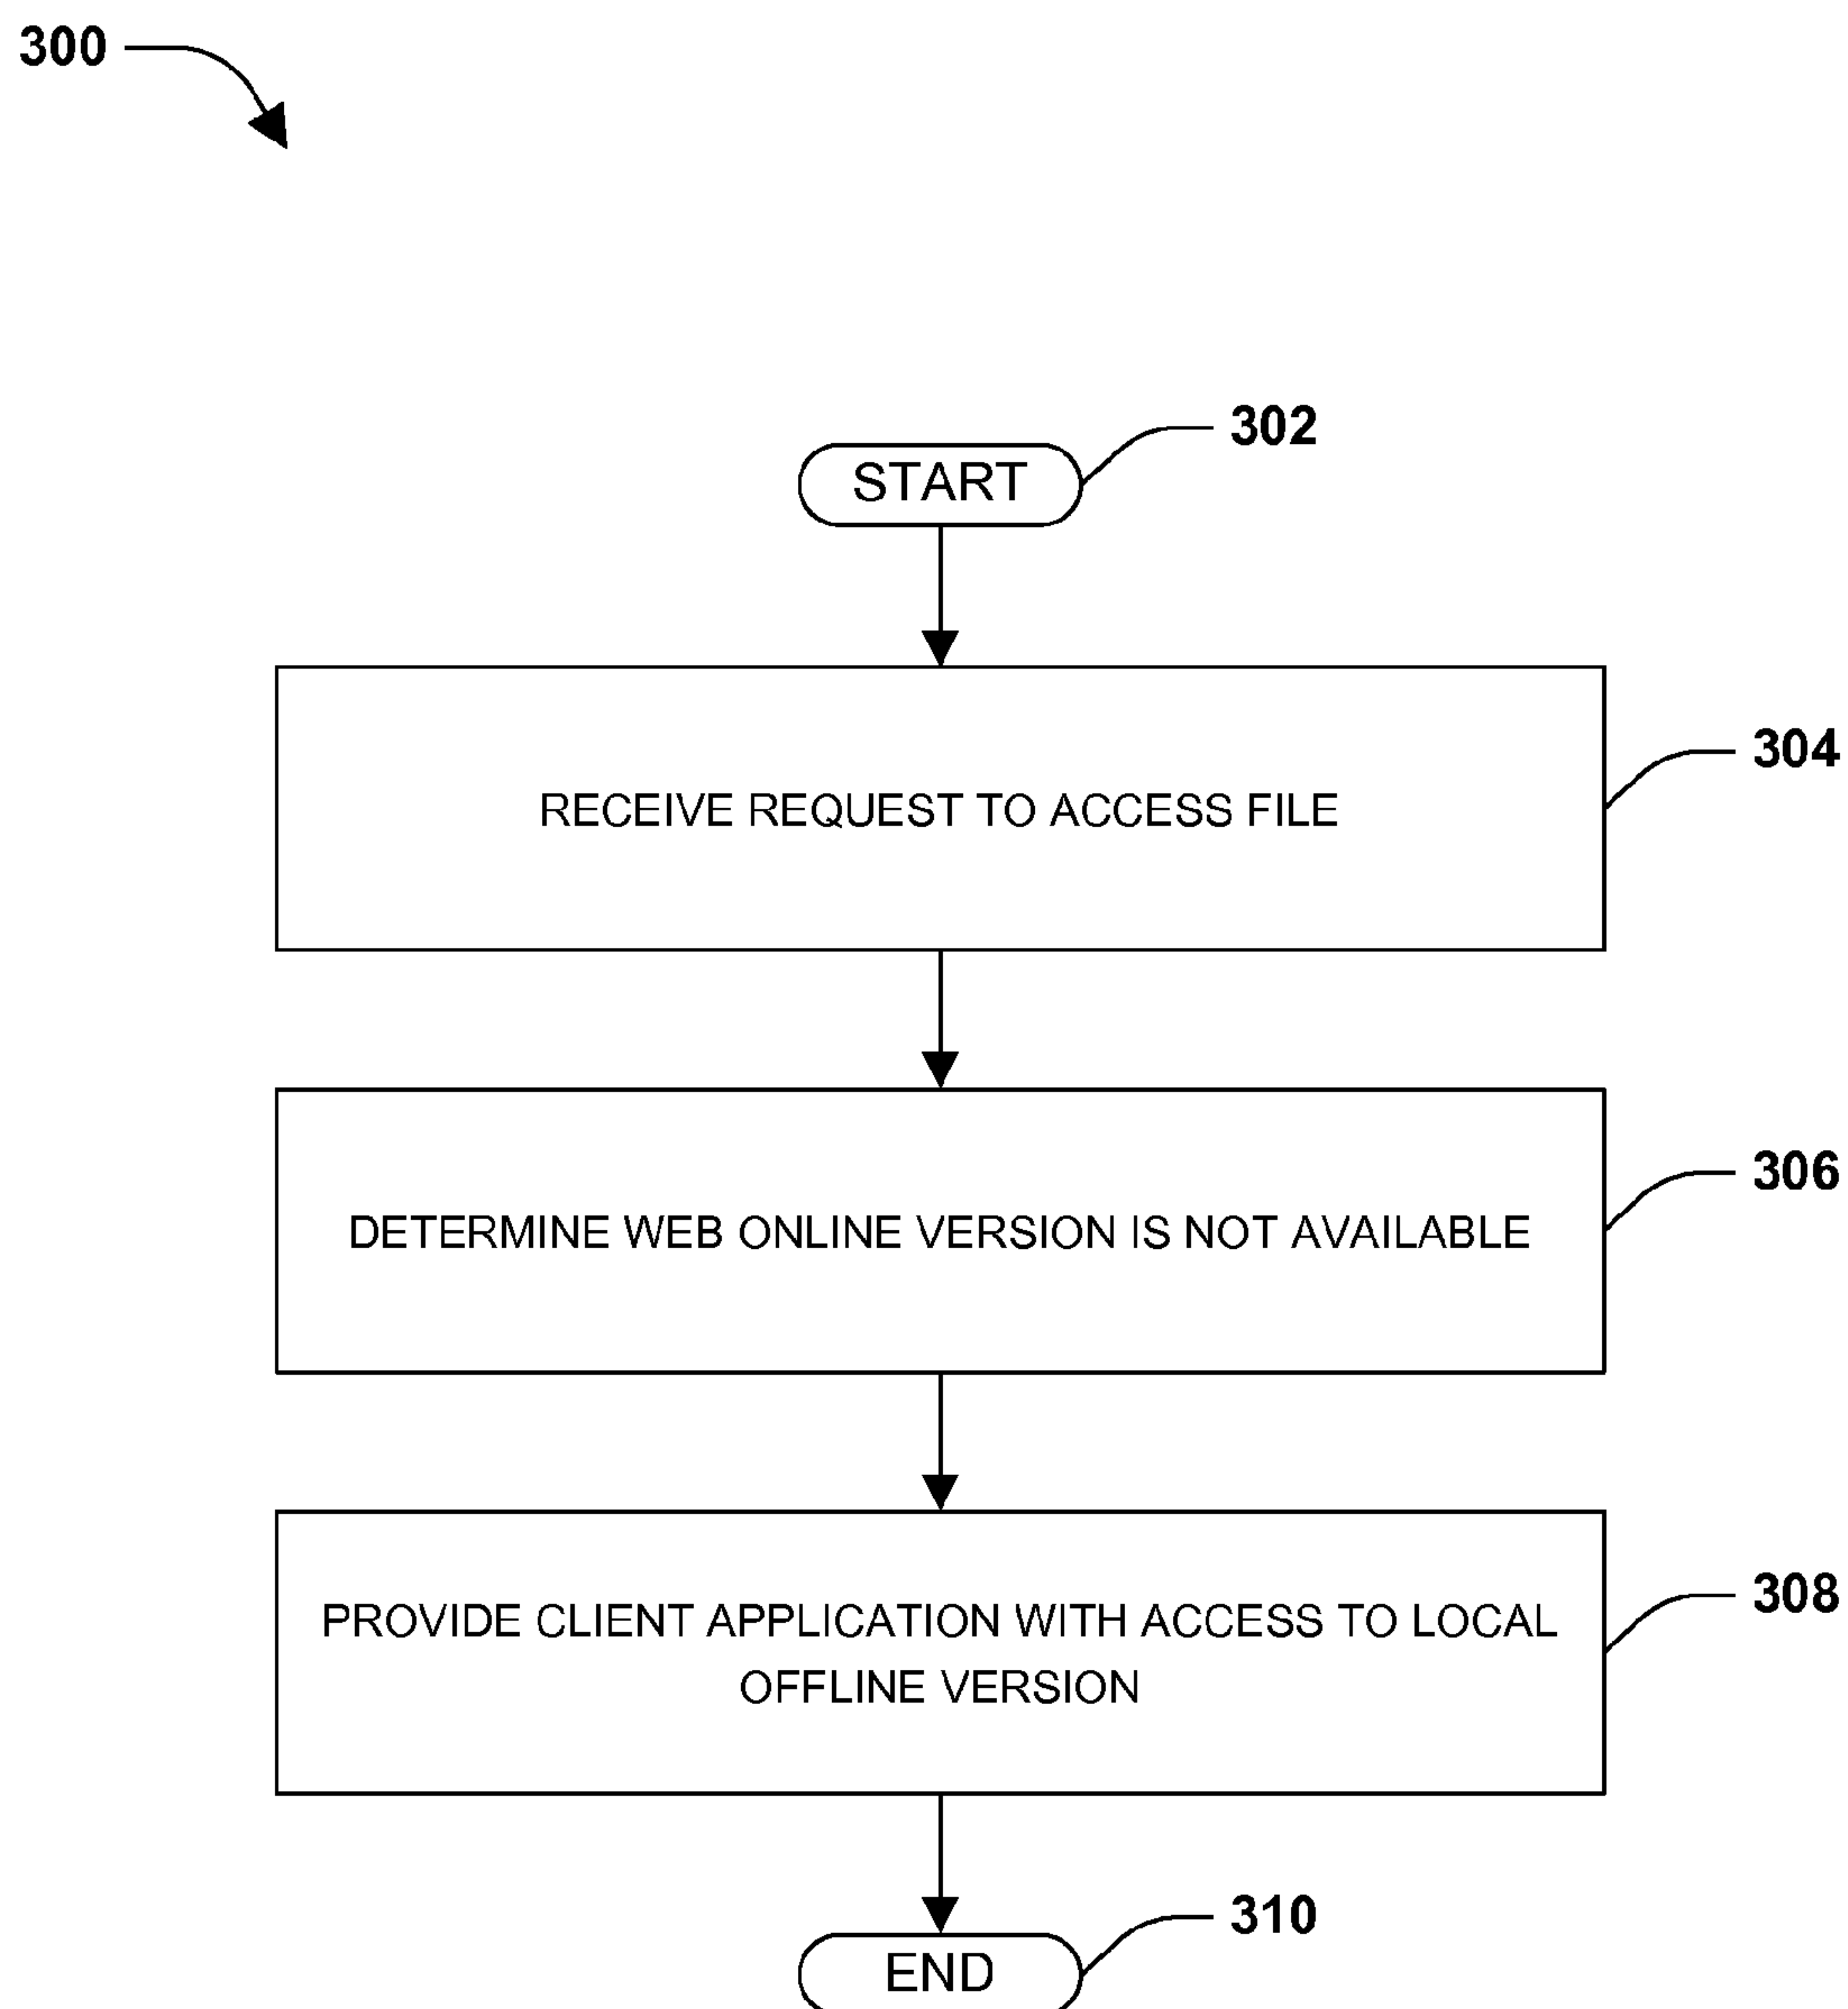 300
302
START
304
RECEIVE REQUEST TO ACCESS FILE
306
DETERMINE WEB ONLINE VERSION IS NOT AVAILABLE
308
PROVIDE CLIENT APPLICATION WITH ACCESS TO LOCAL
OFFLINE VERSION
310
END